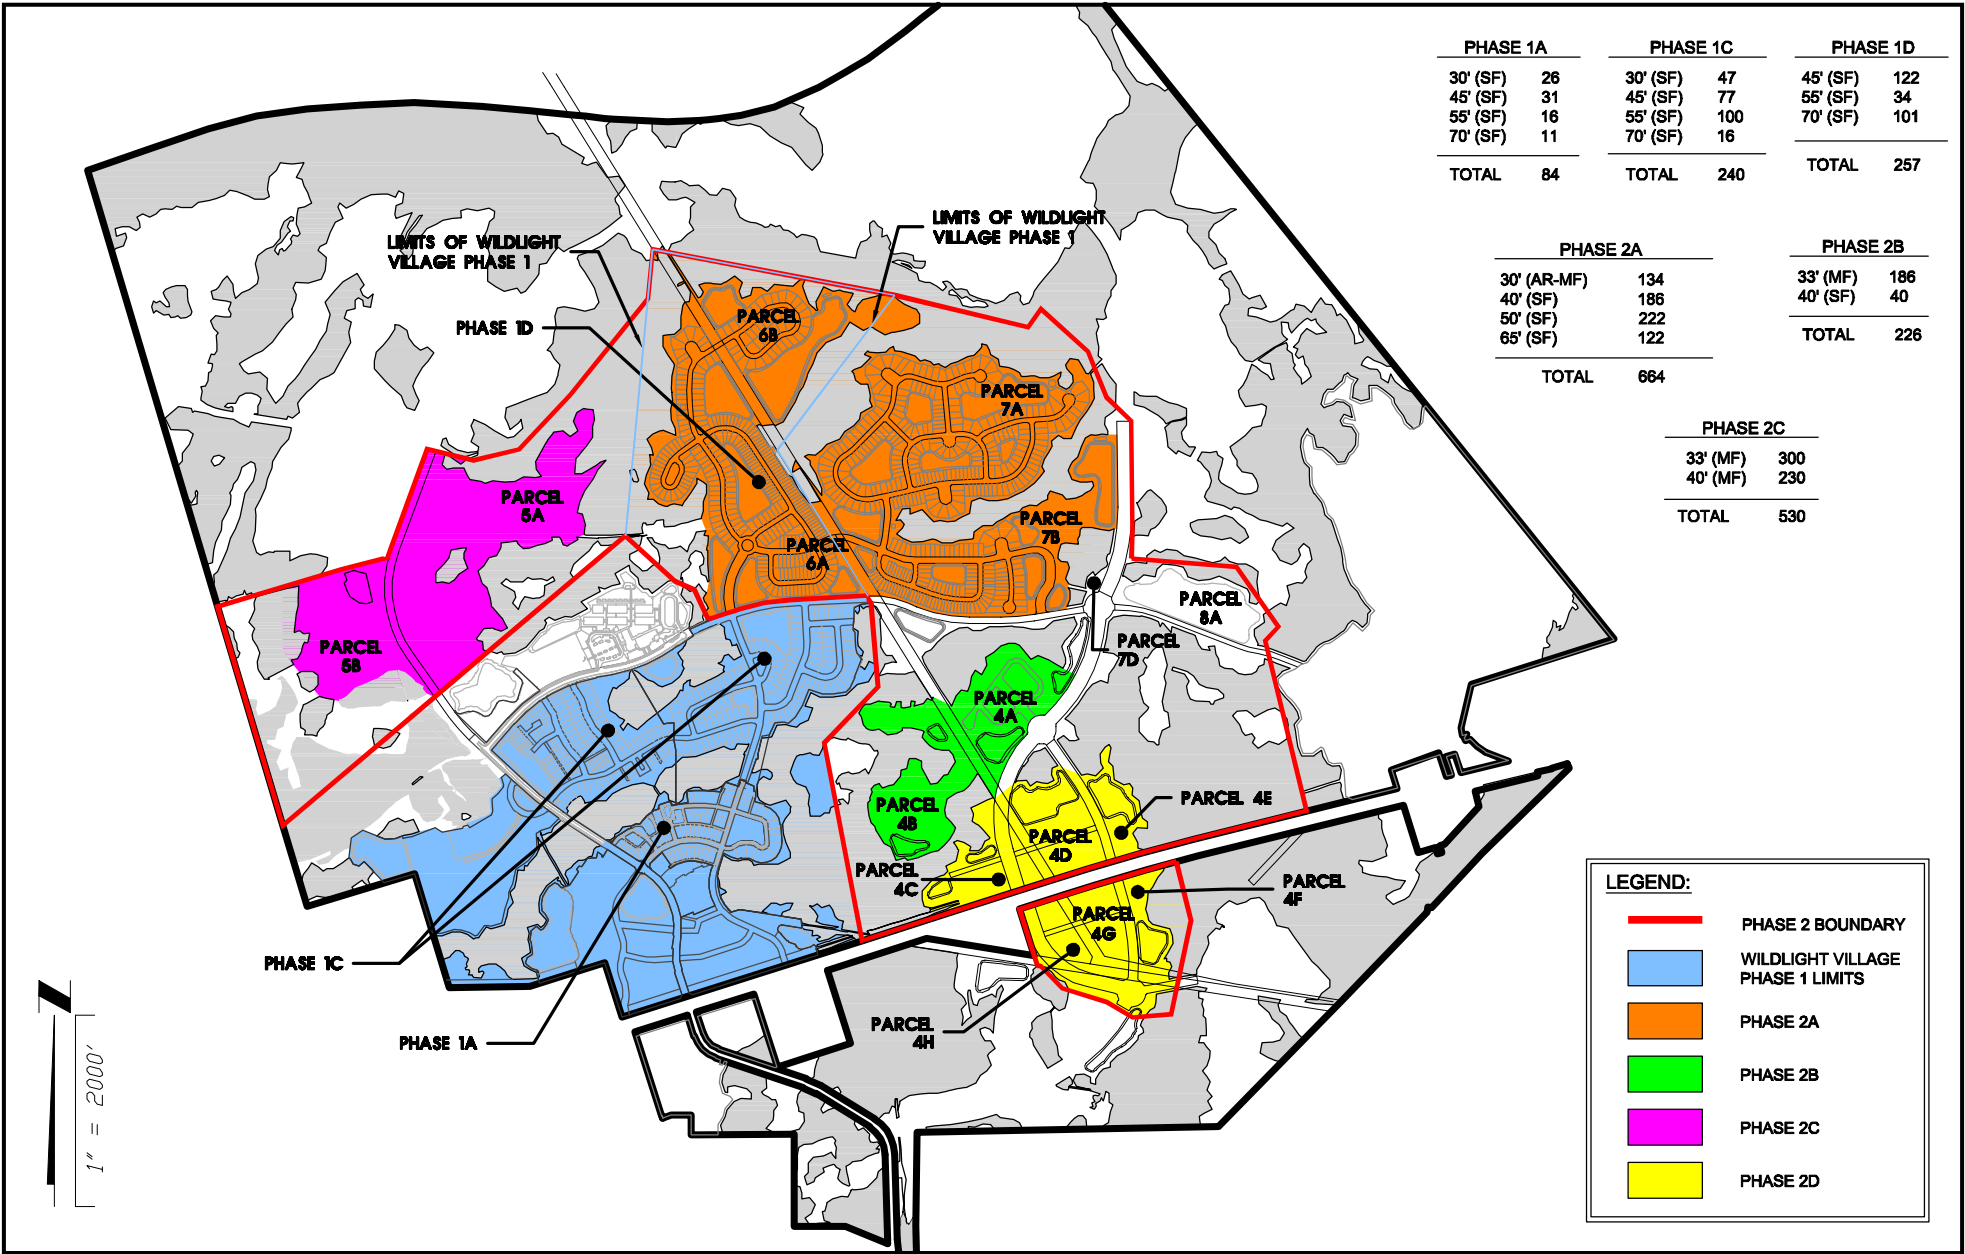 PHASE 1A
30' (SF) 26
45' (SF) 31
55' (SF) 16
70' (SF) 11
TOTAL 84
PHASE 1C
30' (SF) 47
45' (SF) 77
55' (SF) 100
70' (SF) 16
TOTAL 240
PHASE 1D
45' (SF) 122
55' (SF) 34
70' (SF) 101
TOTAL 257
PHASE 2A
30' (AR-MF) 134
40' (SF) 186
50' (SF) 222
65' (SF) 122
TOTAL 664
PHASE 2B
33' (MF) 186
40' (SF) 40
TOTAL 226
PHASE 2C
33' (MF) 300
40' (MF) 230
TOTAL 530
LIMITS OF WILDLIGHT
VILLAGE PHASE 1
LIMITS OF WILDLIGHT
VILLAGE PHASE 1
PHASE 1D
PARCEL
6B
PARCEL
7A
PARCEL
5A
PARCEL
7B
PARCEL
6A
PARCEL
8A
PARCEL
7D
PARCEL
5B
PARCEL
4A
PARCEL
4B
PARCEL 4E
PARCEL
4D
PARCEL
4C
PARCEL
4F
PARCEL
4G
PARCEL
4H
PHASE 1C
PHASE 1A
1" = 2000'
LEGEND:
PHASE 2 BOUNDARY
WILDLIGHT VILLAGE
PHASE 1 LIMITS
PHASE 2A
PHASE 2B
PHASE 2C
PHASE 2D